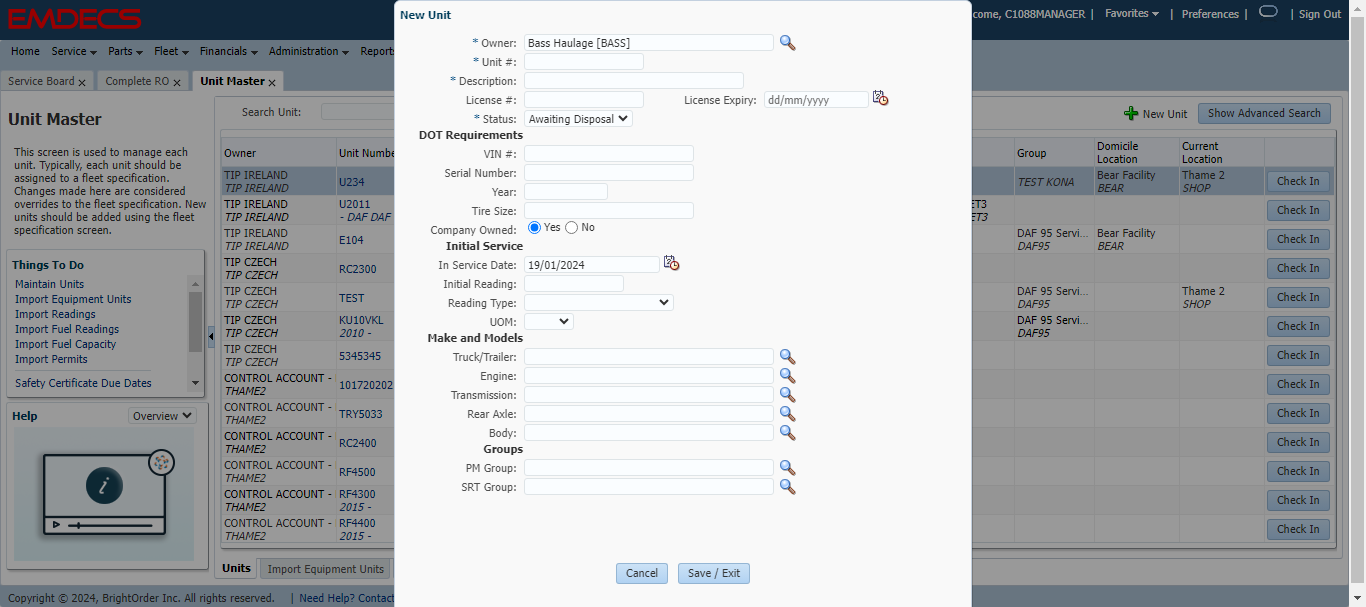 EMDECS
come, C1088MANAGER | Favorites | Preferences | | Sign Out
Home Service Parts Fleet Financials Administration Reports
Service Board x Complete RO x Unit Master x
Unit Master
This screen is used to manage each
unit. Typically, each unit should be
assigned to a fleet specification.
Changes made here are considered
overrides to the fleet specification. New
units should be added using the fleet
specification screen.
Things To Do
Maintain Units
Import Equipment Units
Import Readings
Import Fuel Readings
Import Fuel Capacity
Import Permits
Safety Certificate Due Dates
Help Overview
i
Search Unit:
New Unit Show Advanced Search
Owner Unit Numbe Group Domicile Location Current Location
TIP IRELAND
TIP IRELAND U234 TEST KONA Bear Facility BEAR Thame 2 SHOP Check In
TIP IRELAND U2011 ET3
TIP IRELAND - DAF DAF ET3 Check In
TIP IRELAND
TIP IRELAND E104 DAF 95 Servi... DAF95 Bear Facility BEAR Check In
TIP CZECH
TIP CZECH RC2300 Check In
TIP CZECH
TIP CZECH TEST DAF 95 Servi... DAF95 Thame 2 SHOP Check In
TIP CZECH KU10VKL DAF 95 Servi...
TIP CZECH 2010 - DAF95 Check In
TIP CZECH
TIP CZECH 5345345 Check In
CONTROL ACCOUNT -
THAME2 101720202 Check In
CONTROL ACCOUNT -
THAME2 TRY5033 Check In
CONTROL ACCOUNT -
THAME2 RC2400 Check In
CONTROL ACCOUNT -
THAME2 RF4500 Check In
CONTROL ACCOUNT - RF4300
THAME2 2015 - Check In
CONTROL ACCOUNT - RF4400
THAME2 2015 - Check In
Units Import Equipment Units
New Unit
* Owner: Bass Haulage [BASS]
* Unit #:
* Description:
License #: License Expiry: dd/mm/yyyy
* Status: Awaiting Disposal
DOT Requirements
VIN #:
Serial Number:
Year:
Tire Size:
Company Owned: Yes No
Initial Service
In Service Date: 19/01/2024
Initial Reading:
Reading Type:
UOM:
Make and Models
Truck/Trailer:
Engine:
Transmission:
Rear Axle:
Body:
Groups
PM Group:
SRT Group:
Cancel Save / Exit
Copyright © 2024, BrightOrder Inc. All rights reserved. | Need Help? Contact